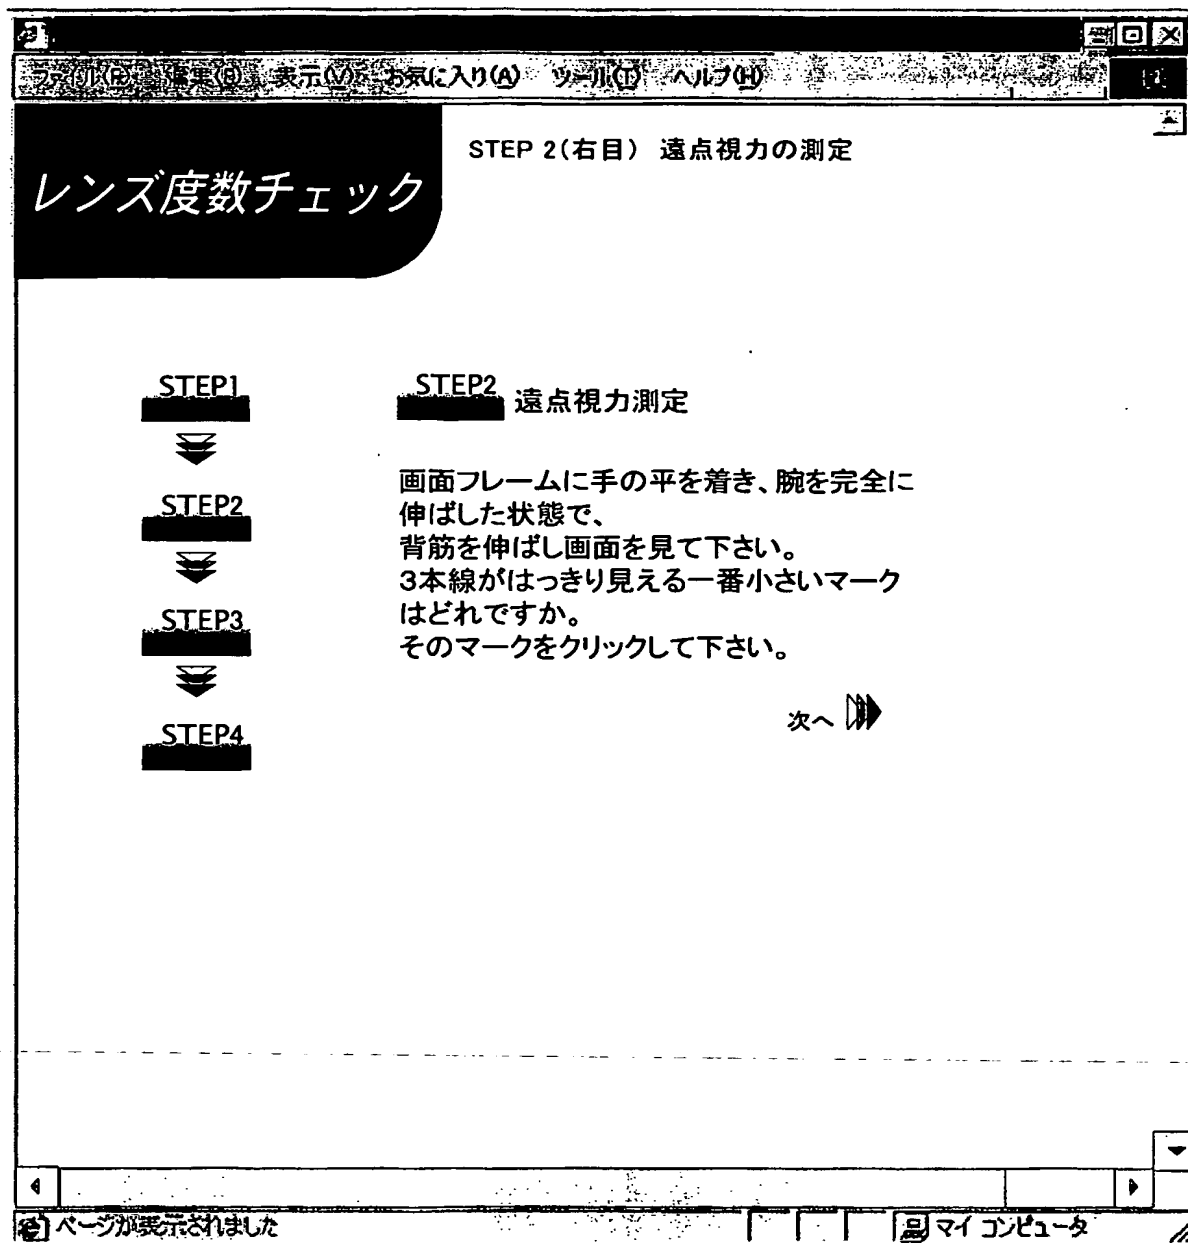 ファイル(F) 編集(E) 表示(V) お気に入り(A) ツール(T) ヘルプ(H)
STEP 2(右目) 遠点視力の測定
レンズ度数チェック
STEP1
STEP2
STEP3
STEP4
STEP2 遠点視力測定
画面フレームに手の平を着き、腕を完全に
伸ばした状態で、
背筋を伸ばし画面を見て下さい。
3本線がはっきり見える一番小さいマーク
はどれですか。
そのマークをクリックして下さい。
次へ
ページが表示されました
マイ コンピュータ